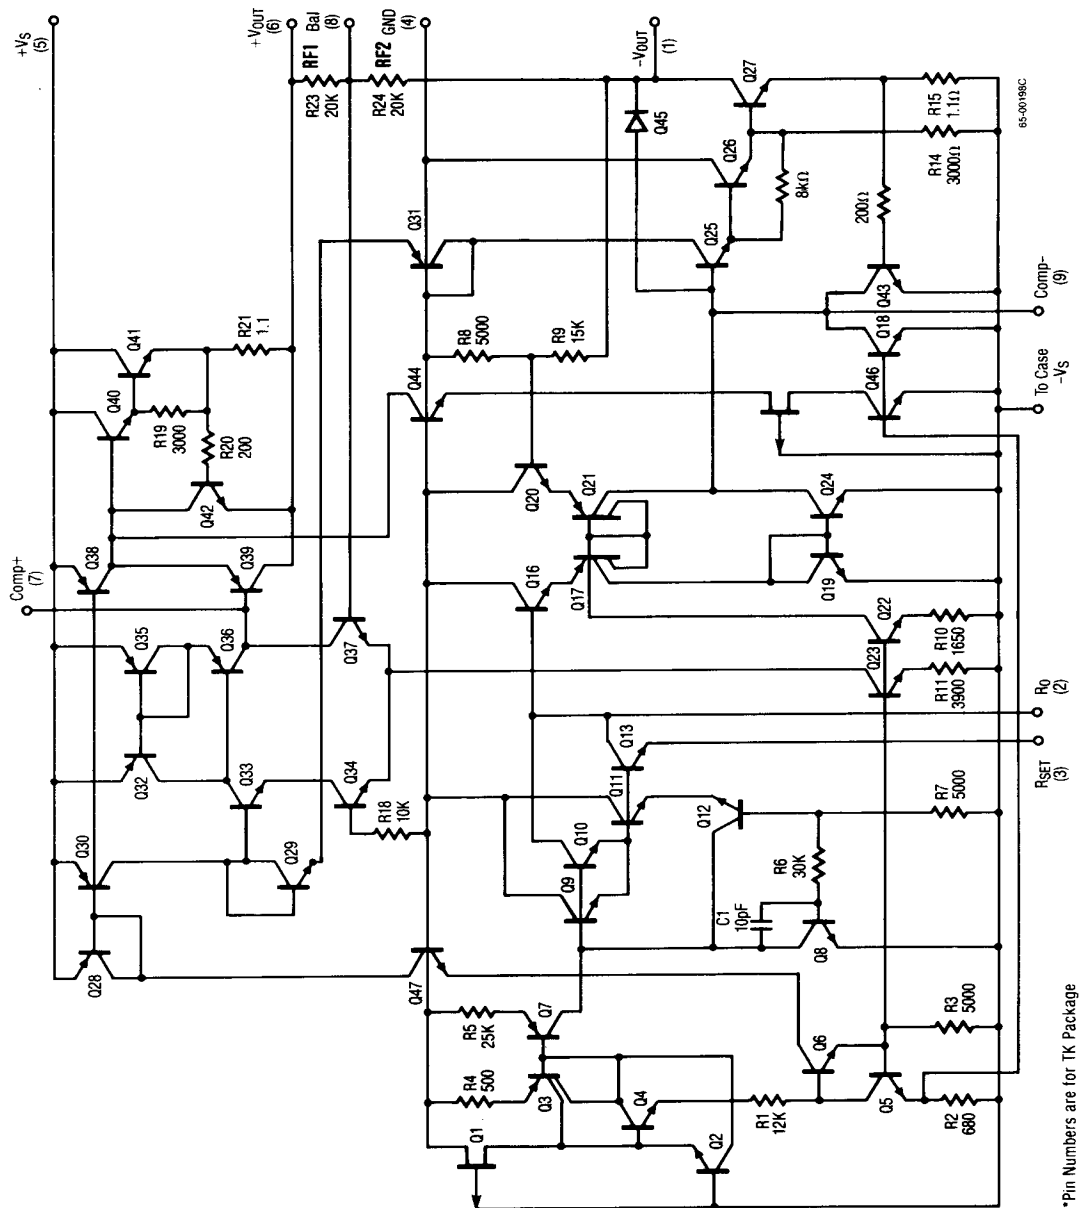 +VS
(5)
+VOUT
(6)
Bal
(8)
GND
(4)
-VOUT
(1)
RF1
R23
20K
RF2
R24
20K
Q45
Q27
R15
1.1Ω
65-00198C
Q26
8kΩ
R14
3000Ω
Q31
Q25
200Ω
Q41
R21
1.1
R8
5000
R9
15K
Q43
Comp-
(9)
Q40
R19
3000
R20
200
Q44
Q18
Q46
To Case
-VS
Q42
Q20
Q21
Q24
Comp+
(7)
Q38
Q39
Q16
Q17
Q19
Q35
Q36
Q37
Q22
R10
1650
Q23
R11
3900
RO
(2)
Q32
Q33
Q34
R18
10K
Q13
RSET
(3)
Q11
Q12
R7
5000
Q30
Q29
Q10
Q9
R6
30K
C1
10pF
Q8
Q28
Q47
R5
25K
Q7
R4
500
Q3
Q6
R3
5000
Q1
Q4
R1
12K
Q5
Q2
R2
680
*Pin Numbers are for TK Package